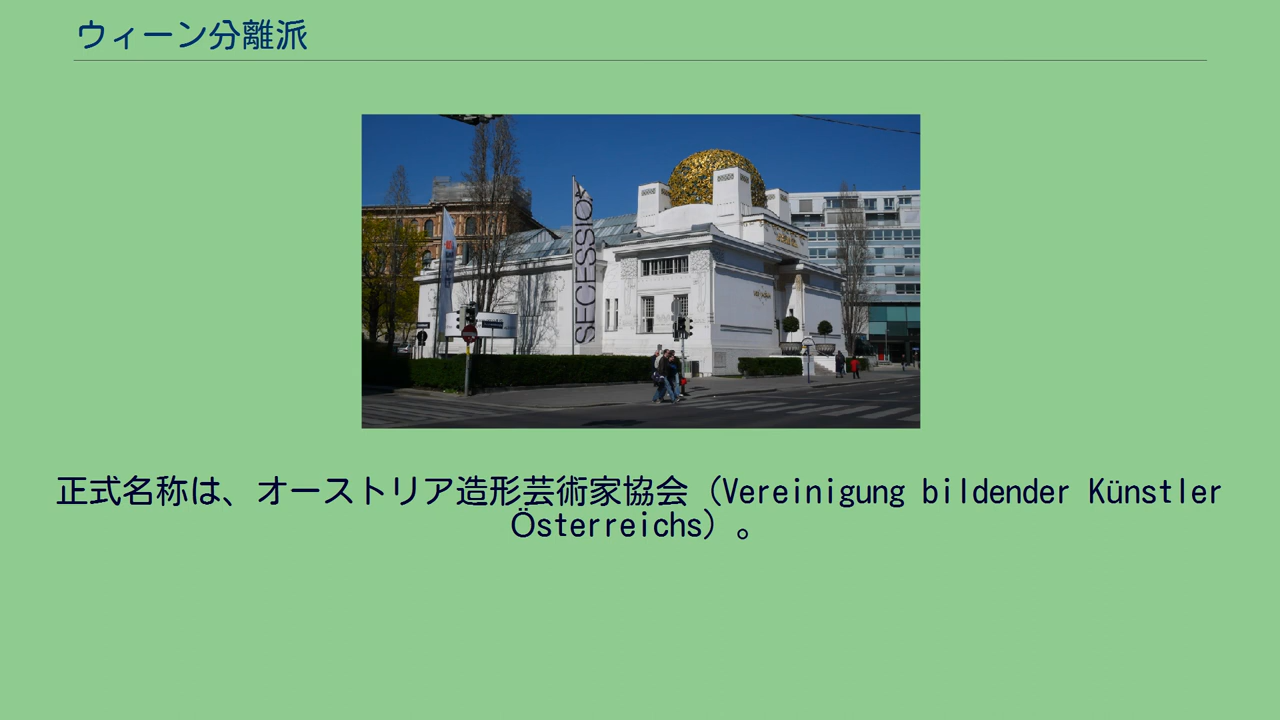 ウィーン分離派
SECESSION
正式名称は、オーストリア造形芸術家協会（Vereinigung bildender Künstler
Österreichs）。